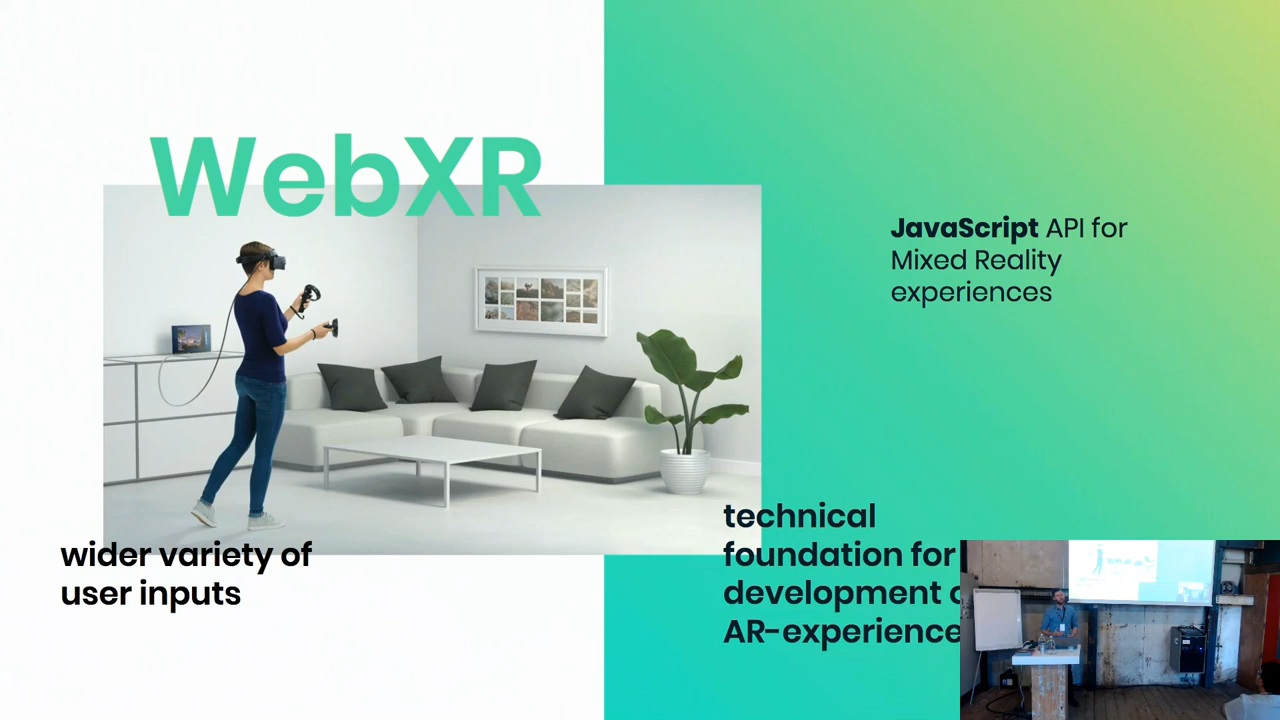 WebXR
JavaScript API for
Mixed Reality
experiences
wider variety of
user inputs
technical
foundation for
development
AR-experience